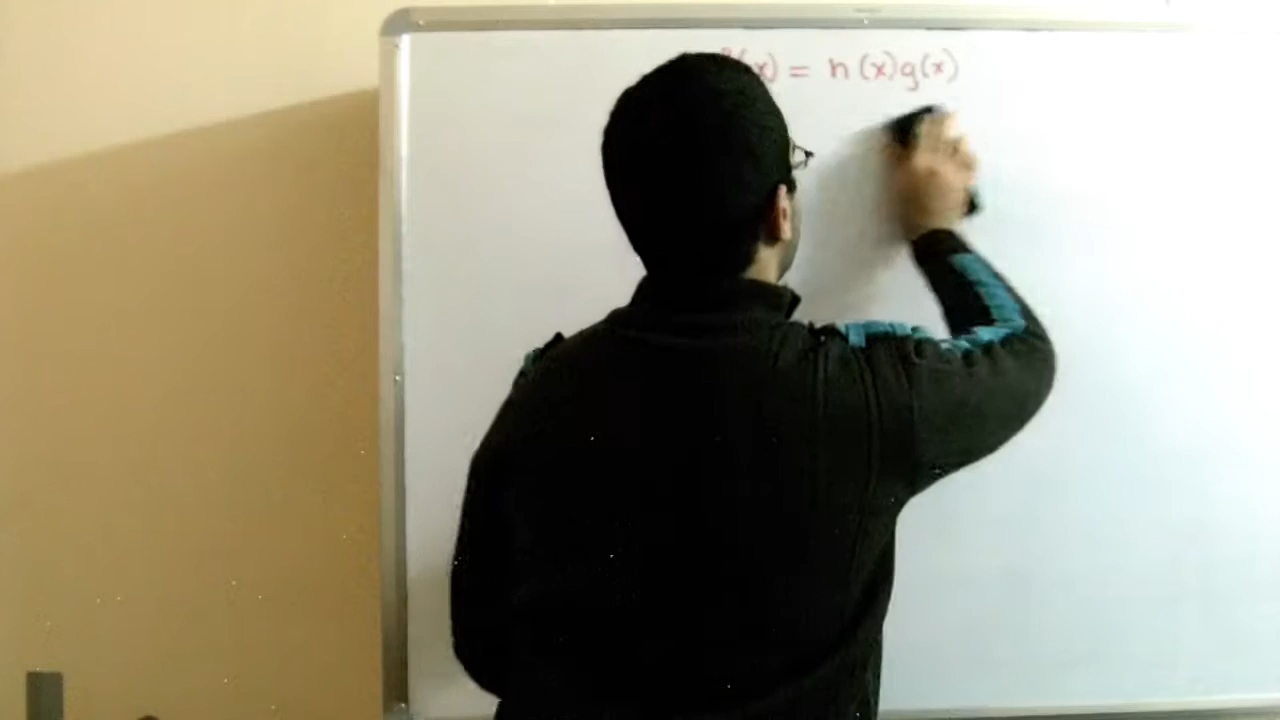 (x) = h(x)g(x)